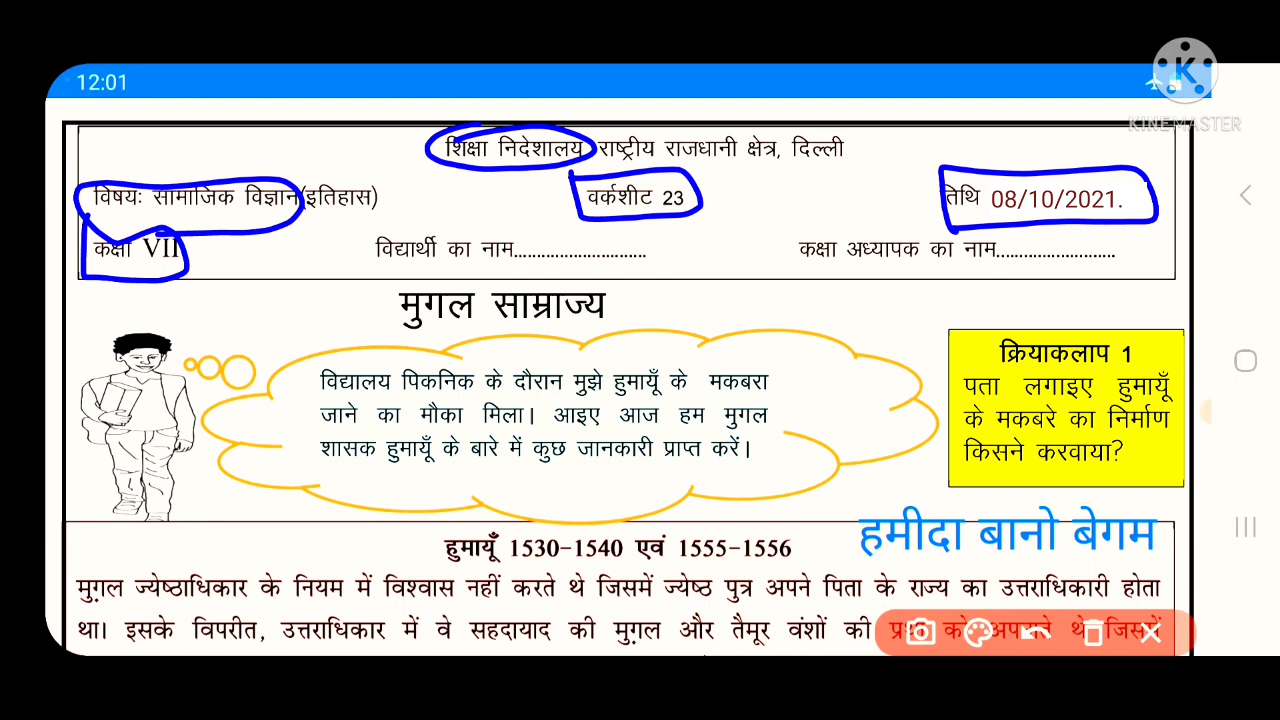 12:01
KINEMASTER
शिक्षा निदेशालय राष्ट्रीय राजधानी क्षेत्र, दिल्ली
विषयः सामाजिक विज्ञान(इतिहास) वर्कशीट 23 तिथि 08/10/2021.
कक्षा VII विद्यार्थी का नाम............................. कक्षा अध्यापक का नाम..........................
मुगल साम्राज्य
विद्यालय पिकनिक के दौरान मुझे हुमायूँ के मकबरा
जाने का मौका मिला। आइए आज हम मुगल
शासक हुमायूँ के बारे में कुछ जानकारी प्राप्त करें।
क्रियाकलाप 1
पता लगाइए हुमायूँ
के मकबरे का निर्माण
किसने करवाया?
हमीदा बानो बेगम
हुमायूँ 1530-1540 एवं 1555-1556
मुग़ल ज्येष्ठाधिकार के नियम में विश्वास नहीं करते थे जिसमें ज्येष्ठ पुत्र अपने पिता के राज्य का उत्तराधिकारी होता
था। इसके विपरीत, उत्तराधिकार में वे सहदायाद की मुग़ल और तैमूर वंशों की प्रथा को अपनाते थे जिसमें